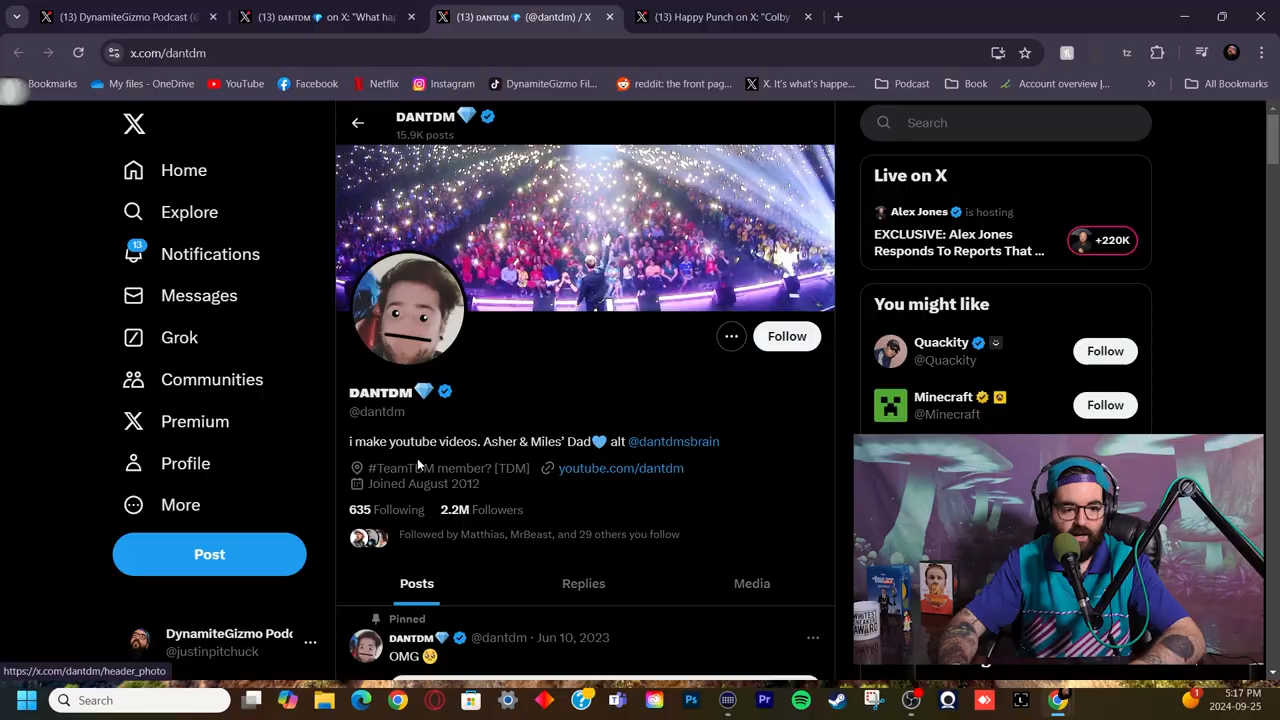 (13) DynamiteGizmo Podcast (@
(13) DANTDM💎 on X: "What ha
(13) DANTDM💎 (@dantdm) / X
(13) Happy Punch on X: "Colby
x.com/dantdm
Bookmarks
My files - OneDrive
YouTube
Facebook
Netflix
Instagram
DynamiteGizmo Fil...
reddit: the front pag...
X. It's what's happe...
Podcast
Book
Account overview |...
All Bookmarks
Home
Explore
13
Notifications
Messages
Grok
Communities
Premium
Profile
More
Post
DynamiteGizmo Podc
@justinpitchuck
DANTDM💎
15.9K posts
Follow
DANTDM💎
@dantdm
i make youtube videos. Asher & Miles' Dad💙 alt @dantdmsbrain
#TeamTDM member? [TDM] youtube.com/dantdm
Joined August 2012
635 Following 2.2M Followers
Followed by Matthias, MrBeast, and 29 others you follow
Posts Replies Media
Pinned
DANTDM💎 @dantdm · Jun 10, 2023
OMG 🥺
Search
Live on X
Alex Jones is hosting
EXCLUSIVE: Alex Jones
Responds To Reports That ...
+220K
You might like
Quackity
@Quackity
Follow
Minecraft
@Minecraft
Follow
https://x.com/dantdm/header_photo
Search
1
5:17 PM
2024-09-25